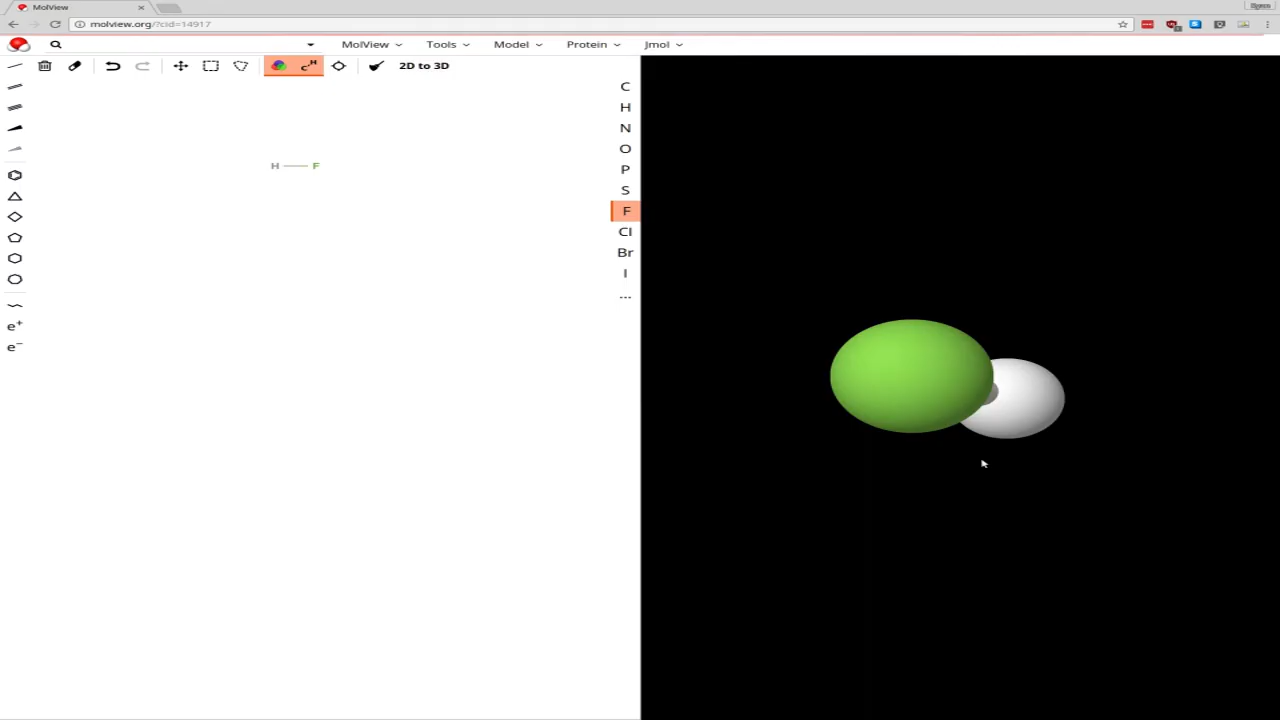 MolView
molview.org/?cid=14917
MolView Tools Model Protein Jmol
2D to 3D
C
H
N
O
P
S
F
Cl
Br
I
...
H F
e+
e−